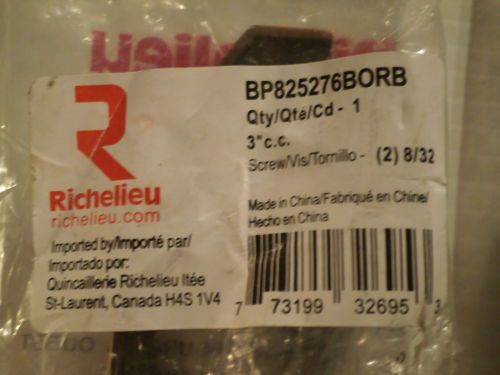 Richelieu
BP825276BORB
Qty/Qté/Cd - 1
3" c.c.
Screw/Vis/Tornillo - (2) 8/32
Richelieu
richelieu.com
Made in China/Fabriqué en Chine/
Hecho en China
Imported by/Importé par/
Importado por:
Quincaillerie Richelieu ltée
St-Laurent, Canada H4S 1V4
7 73199 32695 3